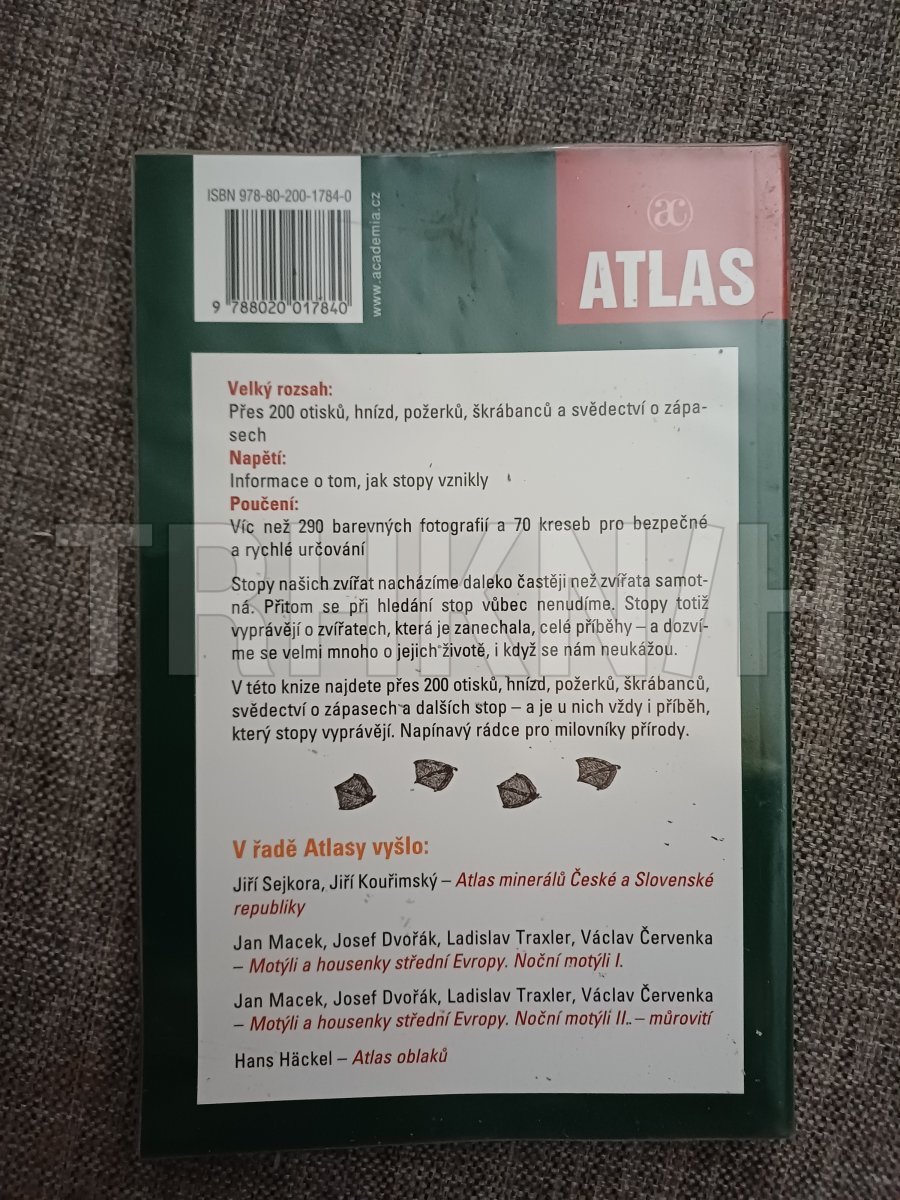 ISBN 978-80-200-1784-0
9 788020 017840
www.academia.cz
ac
ATLAS
Velký rozsah:
Přes 200 otisků, hnízd, požerků, škrábanců a svědectví o zápa-
sech
Napětí:
Informace o tom, jak stopy vznikly
Poučení:
Víc než 290 barevných fotografií a 70 kreseb pro bezpečné
a rychlé určování
Stopy našich zvířat nacházíme daleko častěji než zvířata samot-
ná. Přitom se při hledání stop vůbec nenudíme. Stopy totiž
vyprávějí o zvířatech, která je zanechala, celé příběhy – a dozví-
me se velmi mnoho o jejich životě, i když se nám neukážou.
V této knize najdete přes 200 otisků, hnízd, požerků, škrábanců,
svědectví o zápasech a dalších stop – a je u nich vždy i příběh,
který stopy vyprávějí. Napínavý rádce pro milovníky přírody.
V řadě Atlasy vyšlo:
Jiří Sejkora, Jiří Kouřimský – Atlas minerálů České a Slovenské
republiky
Jan Macek, Josef Dvořák, Ladislav Traxler, Václav Červenka
– Motýli a housenky střední Evropy. Noční motýli I.
Jan Macek, Josef Dvořák, Ladislav Traxler, Václav Červenka
– Motýli a housenky střední Evropy. Noční motýli II. – můrovití
Hans Häckel – Atlas oblaků
TRHKNIH